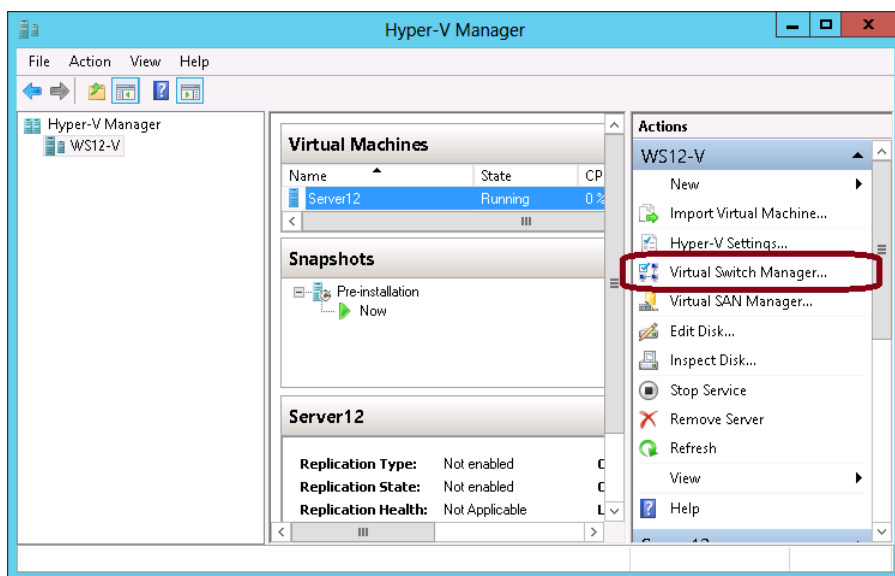 Hyper-V Manager
File Action View Help
Hyper-V Manager
WS12-V
Virtual Machines
Name State CP
Server12 Running 0 %
Snapshots
Pre-installation
Now
Server12
Replication Type: Not enabled C
Replication State: Not enabled C
Replication Health: Not Applicable L
Actions
WS12-V
New
Import Virtual Machine...
Hyper-V Settings...
Virtual Switch Manager...
Virtual SAN Manager...
Edit Disk...
Inspect Disk...
Stop Service
Remove Server
Refresh
View
Help